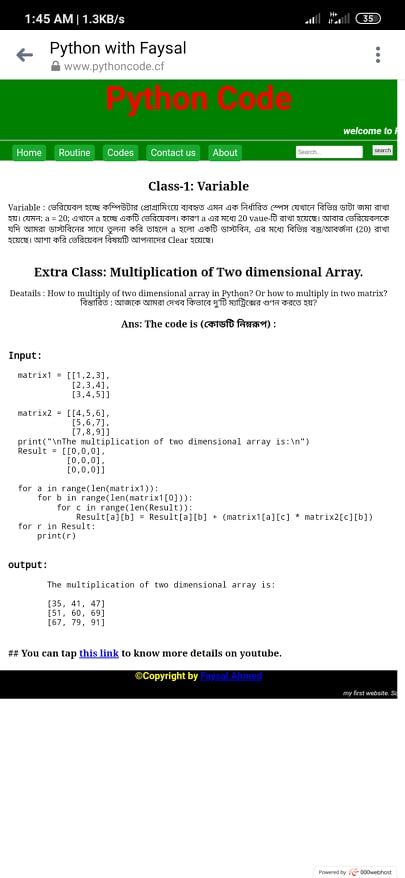 1:45 AM | 1.3KB/s
35
Python with Faysal
www.pythoncode.cf
Python Code
welcome to
Home Routine Codes Contact us About Search.. search
Class-1: Variable
Variable : ভেরিয়েবল হচ্ছে কম্পিউটার প্রোগ্রামিংয়ে ব্যবহৃত এমন এক নির্ধারিত স্পেস যেখানে বিভিন্ন ডাটা জমা রাখা
হয়। যেমন: a = 20; এখানে a হচ্ছে একটি ভেরিয়েবল। কারণ a এর মধ্যে 20 vaue-টি রাখা হয়েছে। আবার ভেরিয়েবলকে
যদি আমরা ডাস্টবিনের সাথে তুলনা করি তাহলে a হলো একটি ডাস্টবিন, এর মধ্যে বিভিন্ন বস্তু/আবর্জনা (20) রাখা
হয়েছে। আশা করি ভেরিয়েবল বিষয়টি আপনাদের Clear হয়েছে।
Extra Class: Multiplication of Two dimensional Array.
Deatails : How to multiply of two dimensional array in Python? Or how to multiply in two matrix?
বিস্তারিত : আজকে আমরা দেখব কিভাবে দু'টি ম্যাট্রিক্সের গুণন করতে হয়?
Ans: The code is (কোডটি নিম্নরূপ) :
Input:
matrix1 = [[1,2,3],
[2,3,4],
[3,4,5]]
matrix2 = [[4,5,6],
[5,6,7],
[7,8,9]]
print("\nThe multiplication of two dimensional array is:\n")
Result = [[0,0,0],
[0,0,0],
[0,0,0]]
for a in range(len(matrix1)):
for b in range(len(matrix1[0])):
for c in range(len(Result)):
Result[a][b] = Result[a][b] + (matrix1[a][c] * matrix2[c][b])
for r in Result:
print(r)
output:
The multiplication of two dimensional array is:
[35, 41, 47]
[51, 60, 69]
[67, 79, 91]
## You can tap this link to know more details on youtube.
©Copyright by Faysal Ahmed
my first website.
Powered by 000webhost